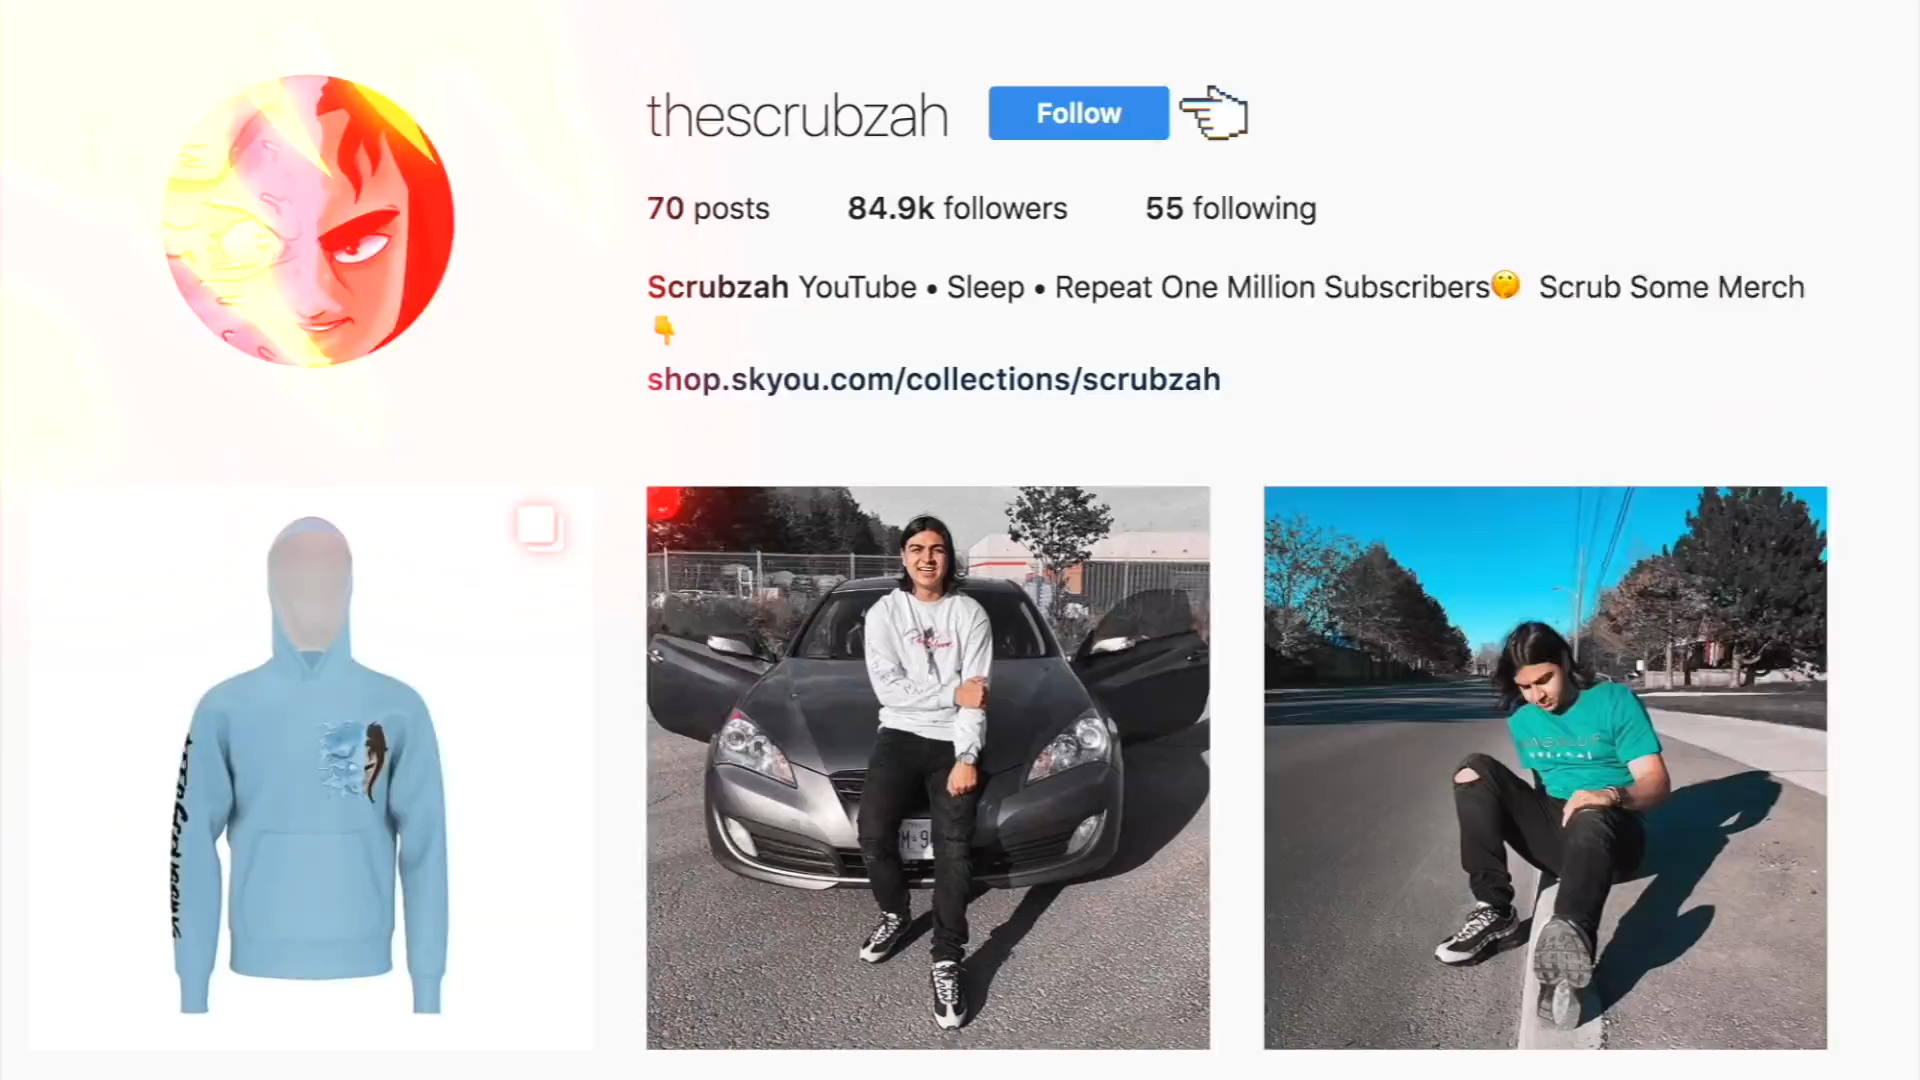 thescrubzah Follow
70 posts 84.9k followers 55 following
Scrubzah YouTube • Sleep • Repeat One Million Subscribers🤭 Scrub Some Merch
👇
shop.skyou.com/collections/scrubzah